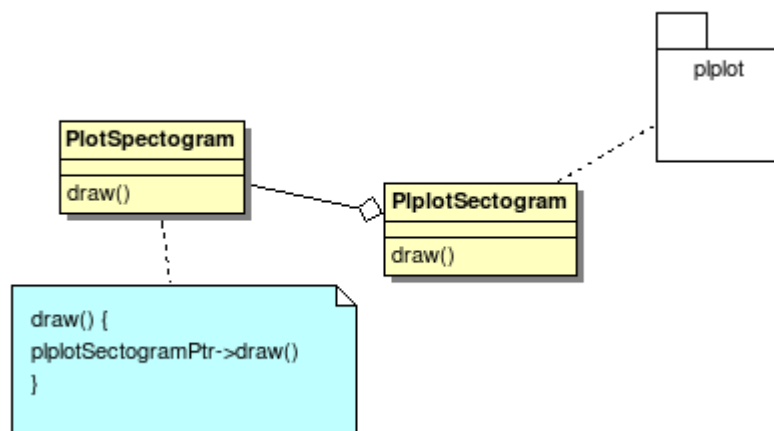 plplot
PlotSpectogram
draw()
PlplotSectogram
draw()
draw() {
plplotSectogramPtr->draw()
}